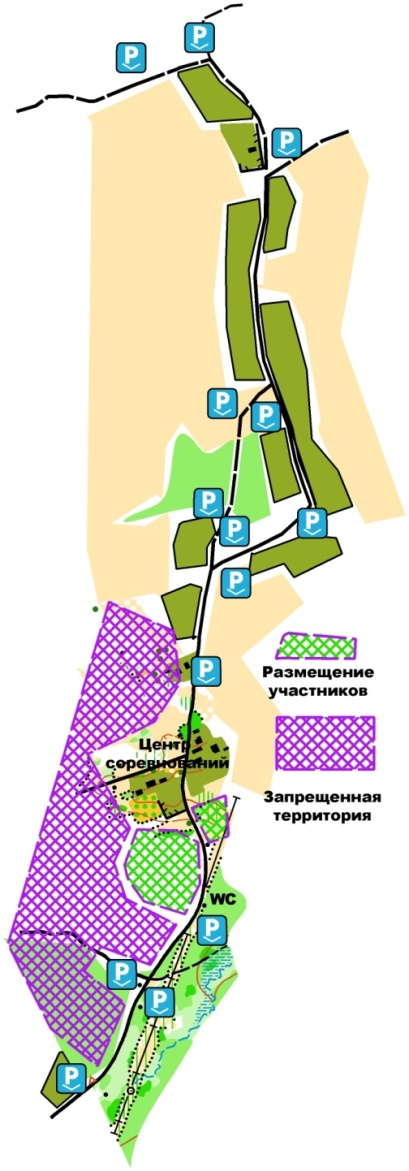 P
P
P
P
P
P
P
P
P
Размещение
участников
P
Центр
соревнований
Запрещенная
территория
WC
P
P
P
P